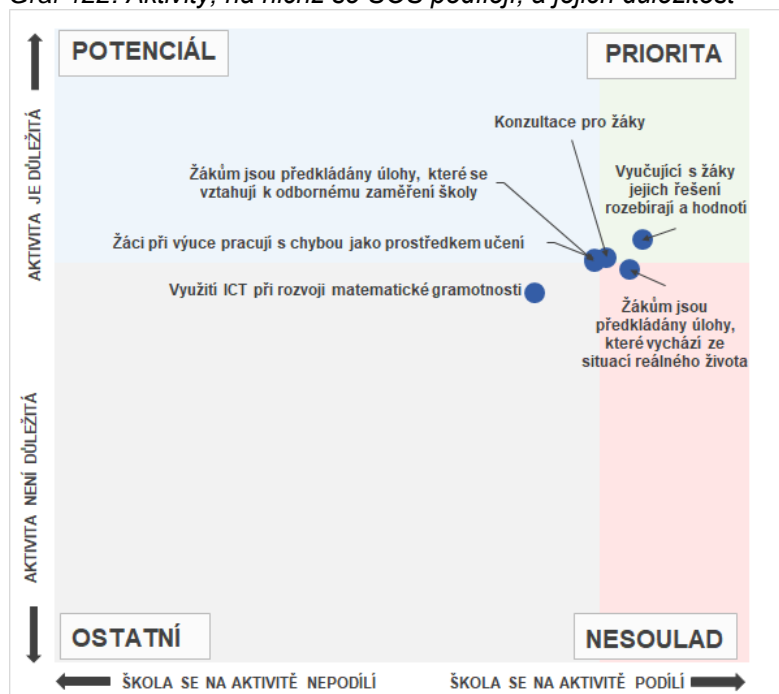 Graf 422: Aktivity, na nichž se SOŠ podílejí, a jejich důležitost
POTENCIÁL
PRIORITA
Konzultace pro žáky
Žákům jsou předkládány úlohy, které se
vztahují k odbornému zaměření školy
Vyučující s žáky
jejich řešení
rozebírají a hodnotí
Žáci při výuce pracují s chybou jako prostředkem učení
Využití ICT při rozvoji matematické gramotnosti
Žákům jsou
předkládány úlohy,
které vychází ze
situací reálného života
AKTIVITA JE DŮLEŽITÁ
AKTIVITA NENÍ DŮLEŽITÁ
OSTATNÍ
NESOULAD
ŠKOLA SE NA AKTIVITĚ NEPODÍLÍ
ŠKOLA SE NA AKTIVITĚ PODÍLÍ